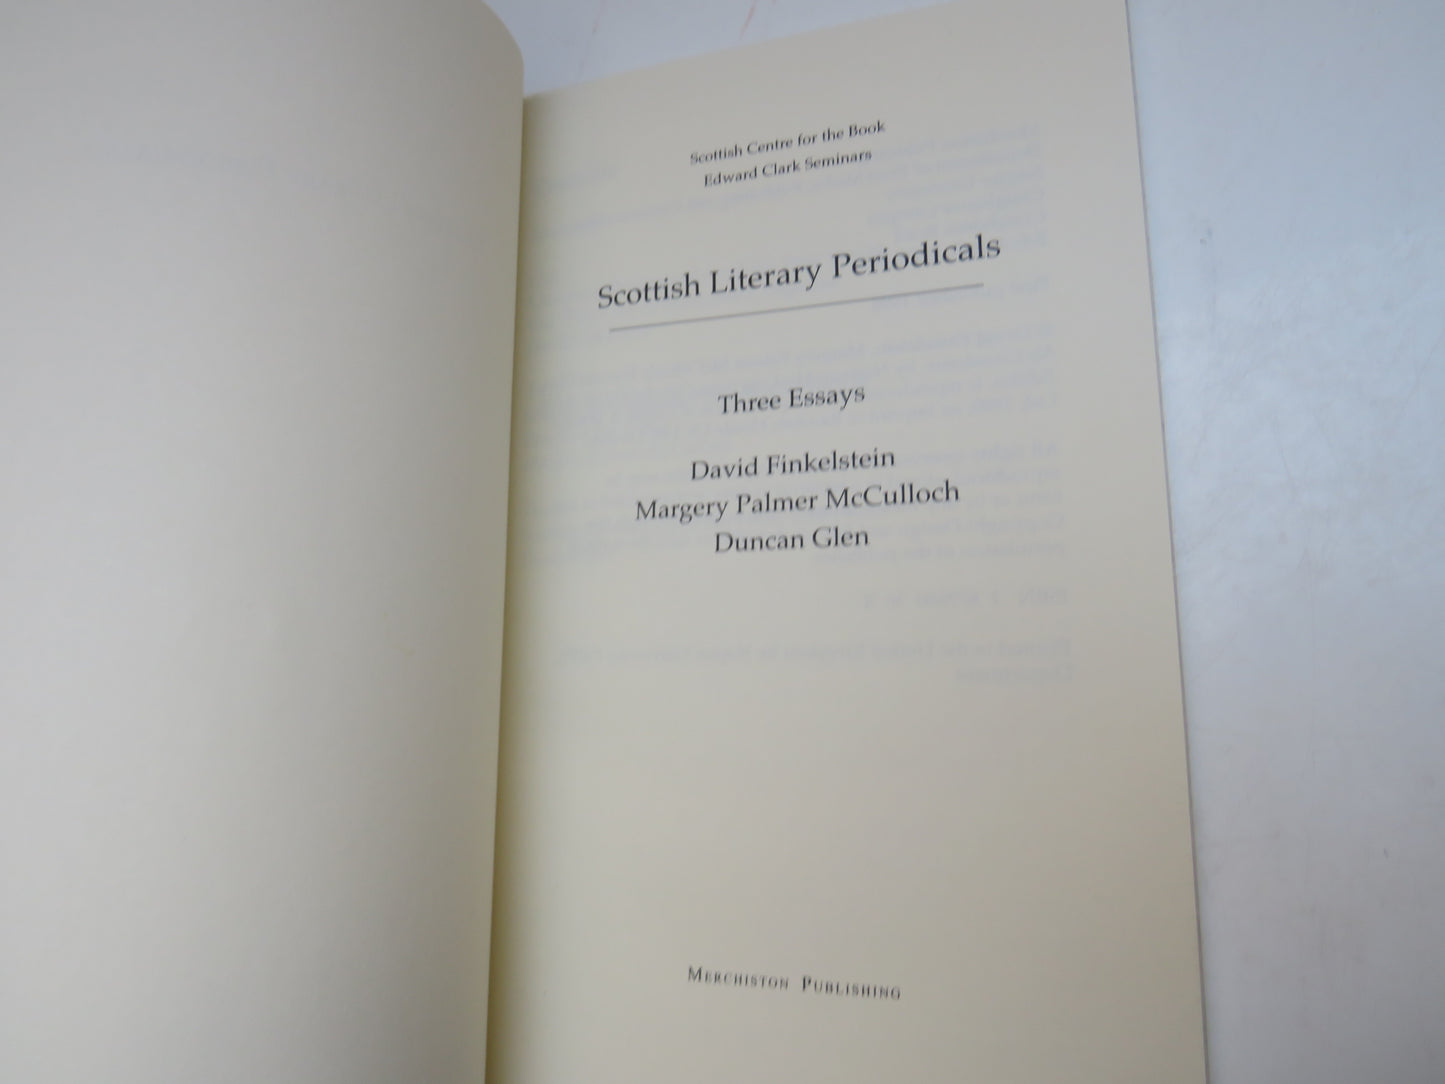 Scottish Centre for the Book
Edward Clark Seminars
Scottish Literary Periodicals
Three Essays
David Finkelstein
Margery Palmer McCulloch
Duncan Glen
MERCHISTON PUBLISHING